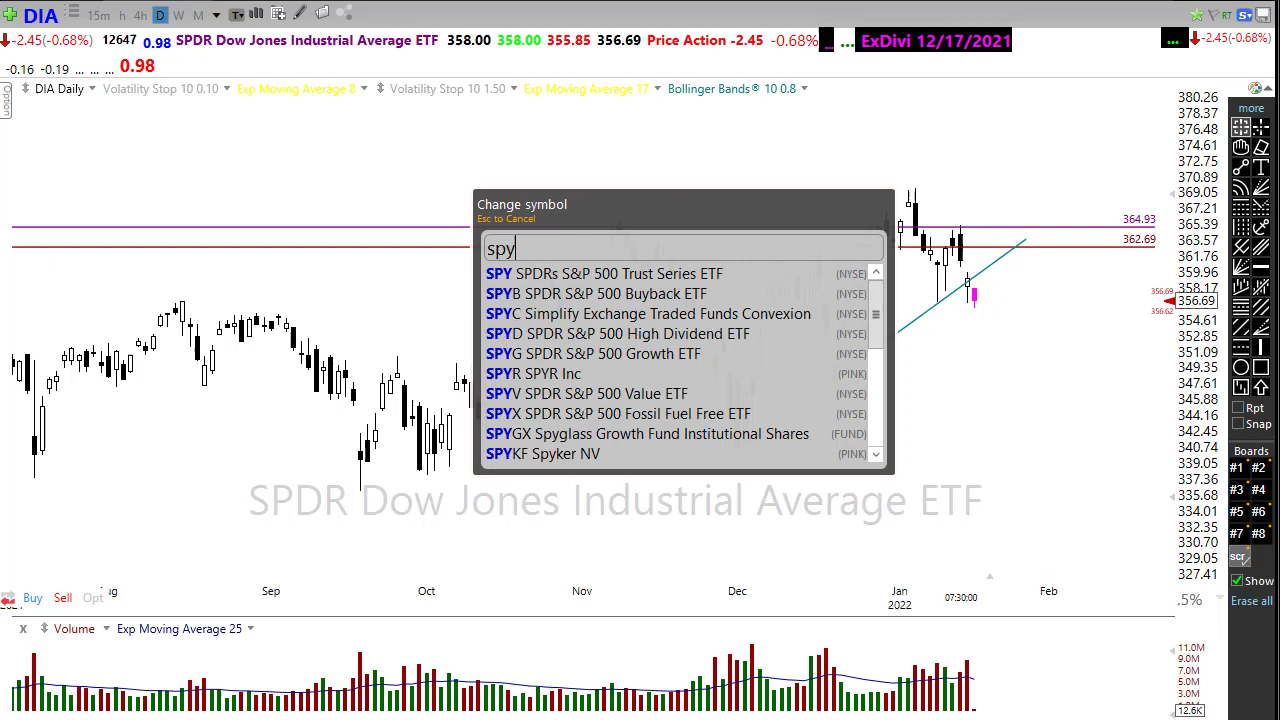 DIA 15m h 4h D W M T RT S
-2.45(-0.68%) 12647 0.98 SPDR Dow Jones Industrial Average ETF 358.00 358.00 355.85 356.69 Price Action -2.45 -0.68% ... ... ExDivi 12/17/2021 ... -2.45(-0.68%)
-0.16 -0.19 ... ... 0.98
Option
DIA Daily Volatility Stop 10 0.10 Exp Moving Average 8 Volatility Stop 10 1.50 Exp Moving Average 17 Bollinger Bands® 10 0.8
Change symbol
Esc to Cancel
spy
SPY SPDRs S&P 500 Trust Series ETF (NYSE)
SPYB SPDR S&P 500 Buyback ETF (NYSE)
SPYC Simplify Exchange Traded Funds Convexion (NYSE)
SPYD SPDR S&P 500 High Dividend ETF (NYSE)
SPYG SPDR S&P 500 Growth ETF (NYSE)
SPYR SPYR Inc (PINK)
SPYV SPDR S&P 500 Value ETF (NYSE)
SPYX SPDR S&P 500 Fossil Fuel Free ETF (NYSE)
SPYGX Spyglass Growth Fund Institutional Shares (FUND)
SPYKF Spyker NV (PINK)
SPDR Dow Jones Industrial Average ETF
364.93
362.69
356.69
356.62
380.26
378.37
376.48
374.61
372.75
370.89
369.05
367.21
365.39
363.57
361.76
359.96
358.17
356.69
354.61
352.85
351.09
349.35
347.61
345.88
344.16
342.45
340.74
339.05
337.36
335.68
334.01
332.35
330.70
329.05
327.41
more
Rpt
Snap
Boards
#1 #2
#3 #4
#5 #6
#7 #8
scr
Show
Erase all
Buy Sell Opt ug Sep Oct Nov Dec Jan 07:30:00 Feb .5%
2022
x Volume Exp Moving Average 25
11.0M
9.0M
7.0M
5.0M
3.0M
12.6K